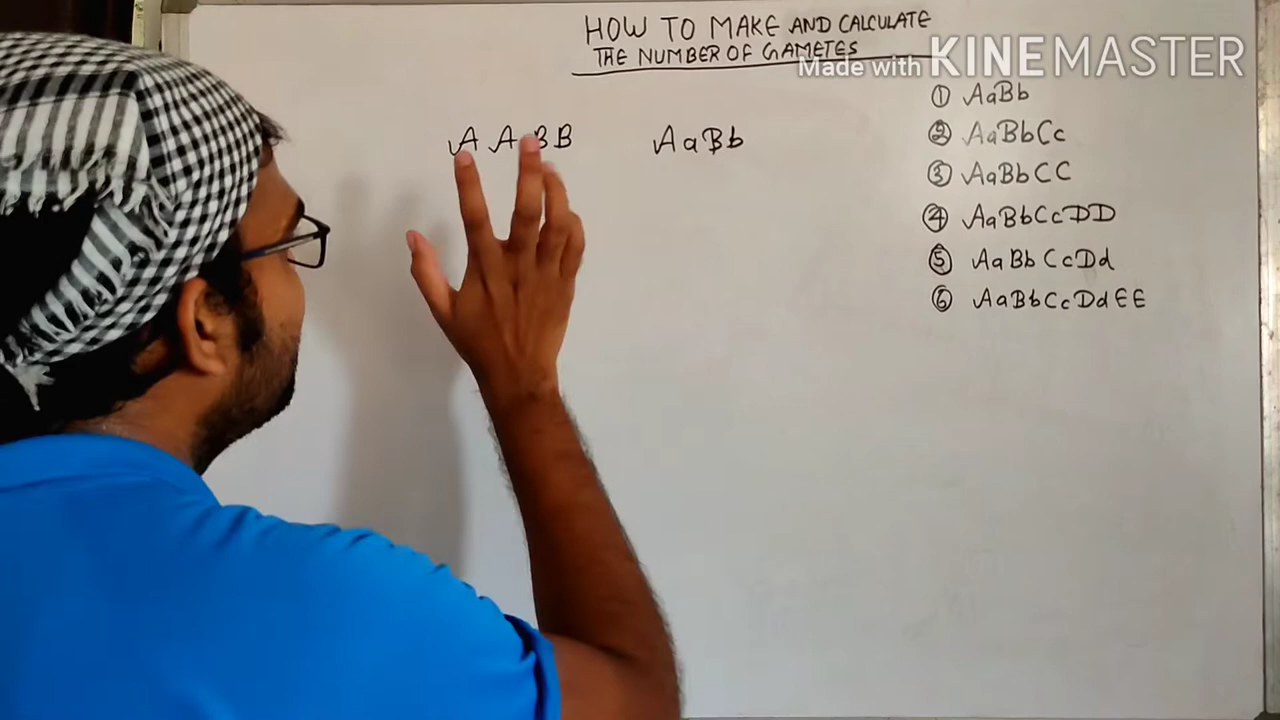 HOW TO MAKE AND CALCULATE
THE NUMBER OF GAMETES
Made with KINEMASTER
① AaBb
② AaBbCc
③ AaBbCC
④ AaBbCcDD
⑤ AaBbCcDd
⑥ AaBbCcDdEE
A A B B AaBb